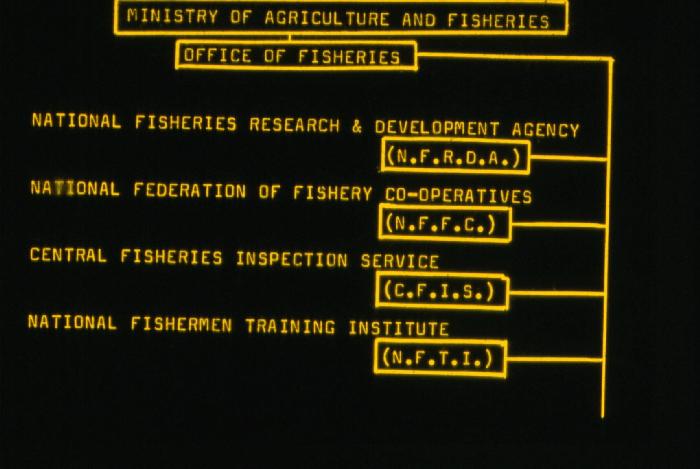 MINISTRY OF AGRICULTURE AND FISHERIES
OFFICE OF FISHERIES
NATIONAL FISHERIES RESEARCH & DEVELOPMENT AGENCY
(N.F.R.D.A.)
NATIONAL FEDERATION OF FISHERY CO-OPERATIVES
(N.F.F.C.)
CENTRAL FISHERIES INSPECTION SERVICE
(C.F.I.S.)
NATIONAL FISHERMEN TRAINING INSTITUTE
(N.F.T.I.)